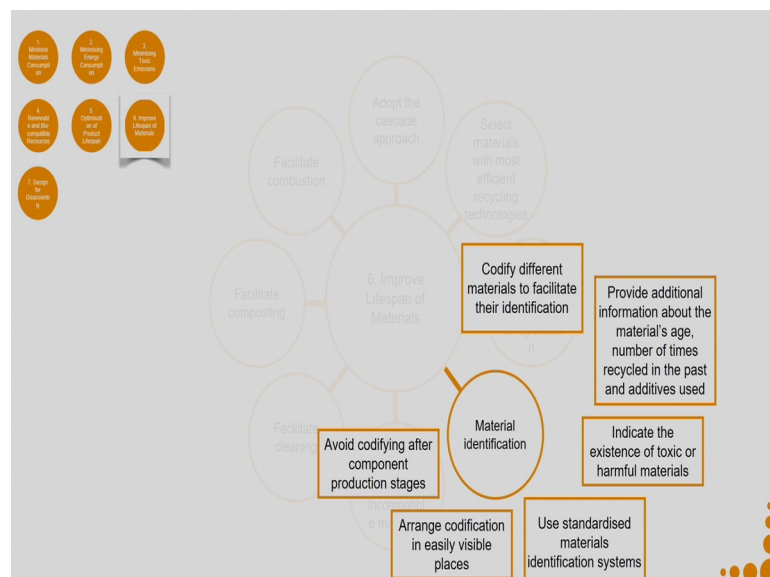 1.
Minimise
Materials
Consumpti
on
2.
Minimising
Energy
Consumpti
on
3.
Minimising
Toxic
Emissions
4.
Renewabl
e and Bio-
compatible
Resources
5.
Optimisati
on of
Product
Lifespan
6. Improve
Lifespan of
Materials
7. Design
for
Disassemb
ly
Adopt the
cascade
approach
Select
materials
with most
efficient
recycling
technologies
Facilitate
combustion
6. Improve
Lifespan of
Materials
Facilitate
composting
n
Facilitate
cleaning
incompatibl
Codify different
materials to facilitate
their identification
Provide additional
information about the
material's age,
number of times
recycled in the past
and additives used
Material
identification
Indicate the
existence of toxic or
harmful materials
Avoid codifying after
component
production stages
Arrange codification
in easily visible
places
Use standardised
materials
identification systems